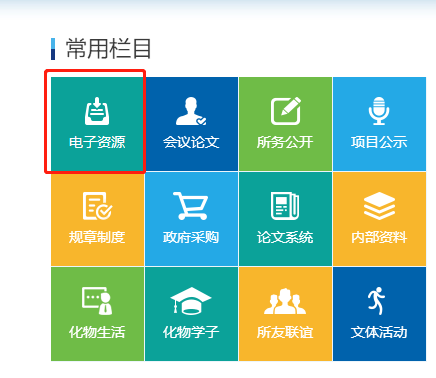 常用栏目
电子资源
会议论文
所务公开
项目公示
规章制度
政府采购
论文系统
内部资料
化物生活
化物学子
所友联谊
文体活动